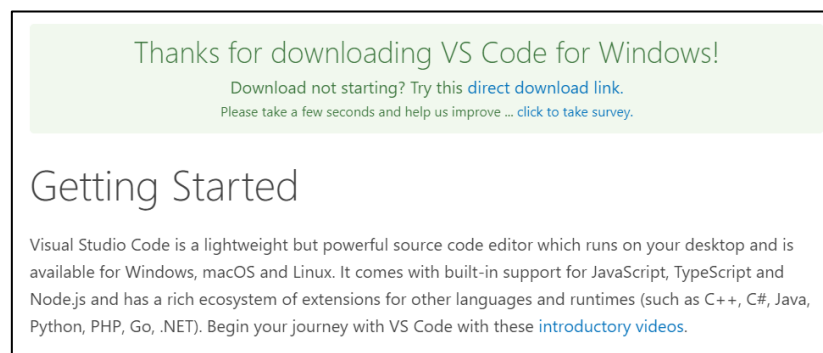 Thanks for downloading VS Code for Windows!
Download not starting? Try this direct download link.
Please take a few seconds and help us improve ... click to take survey.
Getting Started
Visual Studio Code is a lightweight but powerful source code editor which runs on your desktop and is
available for Windows, macOS and Linux. It comes with built-in support for JavaScript, TypeScript and
Node.js and has a rich ecosystem of extensions for other languages and runtimes (such as C++, C#, Java,
Python, PHP, Go, .NET). Begin your journey with VS Code with these introductory videos.